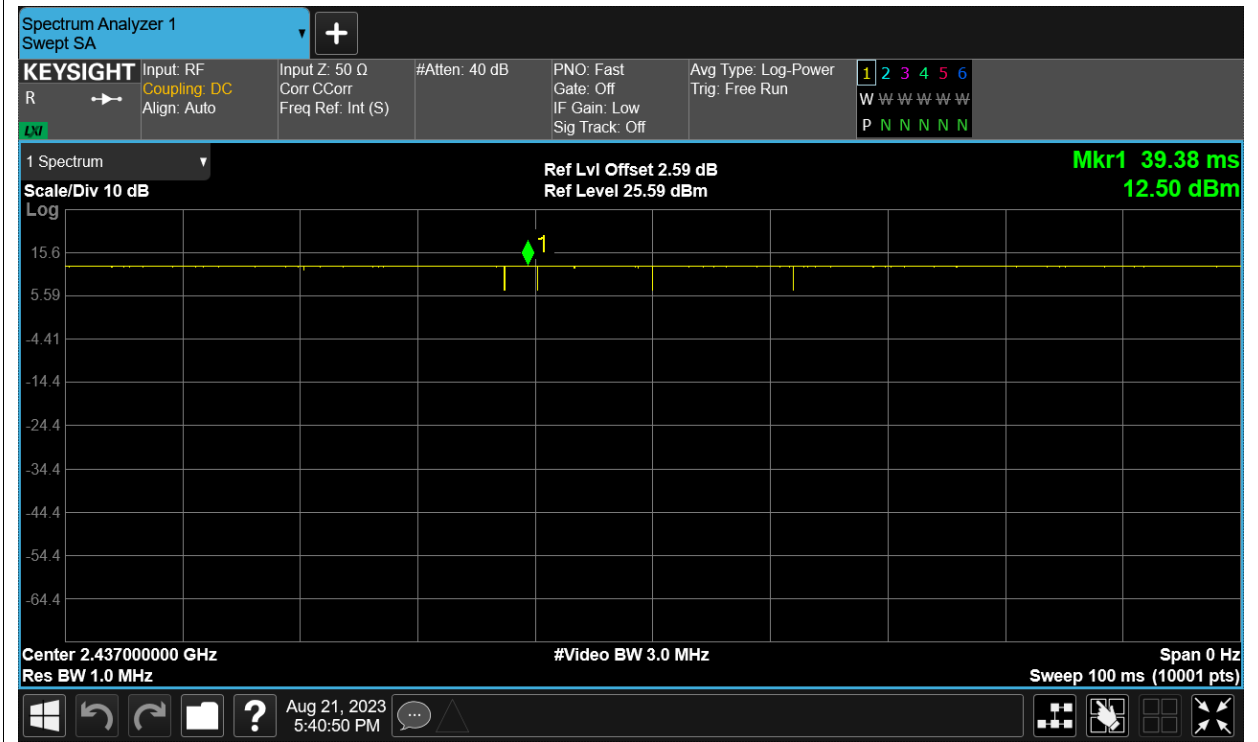 Spectrum Analyzer 1
Swept SA
KEYSIGHT
R
LXI
Input: RF
Coupling: DC
Align: Auto
Input Z: 50 Ω
Corr CCorr
Freq Ref: Int (S)
#Atten: 40 dB
PNO: Fast
Gate: Off
IF Gain: Low
Sig Track: Off
Avg Type: Log-Power
Trig: Free Run
1 2 3 4 5 6
W W W W W W
P N N N N N
1 Spectrum
Scale/Div 10 dB
Log
Ref Lvl Offset 2.59 dB
Ref Level 25.59 dBm
Mkr1 39.38 ms
12.50 dBm
1
15.6
5.59
-4.41
-14.4
-24.4
-34.4
-44.4
-54.4
-64.4
Center 2.437000000 GHz
Res BW 1.0 MHz
#Video BW 3.0 MHz
Span 0 Hz
Sweep 100 ms (10001 pts)
?
Aug 21, 2023
5:40:50 PM